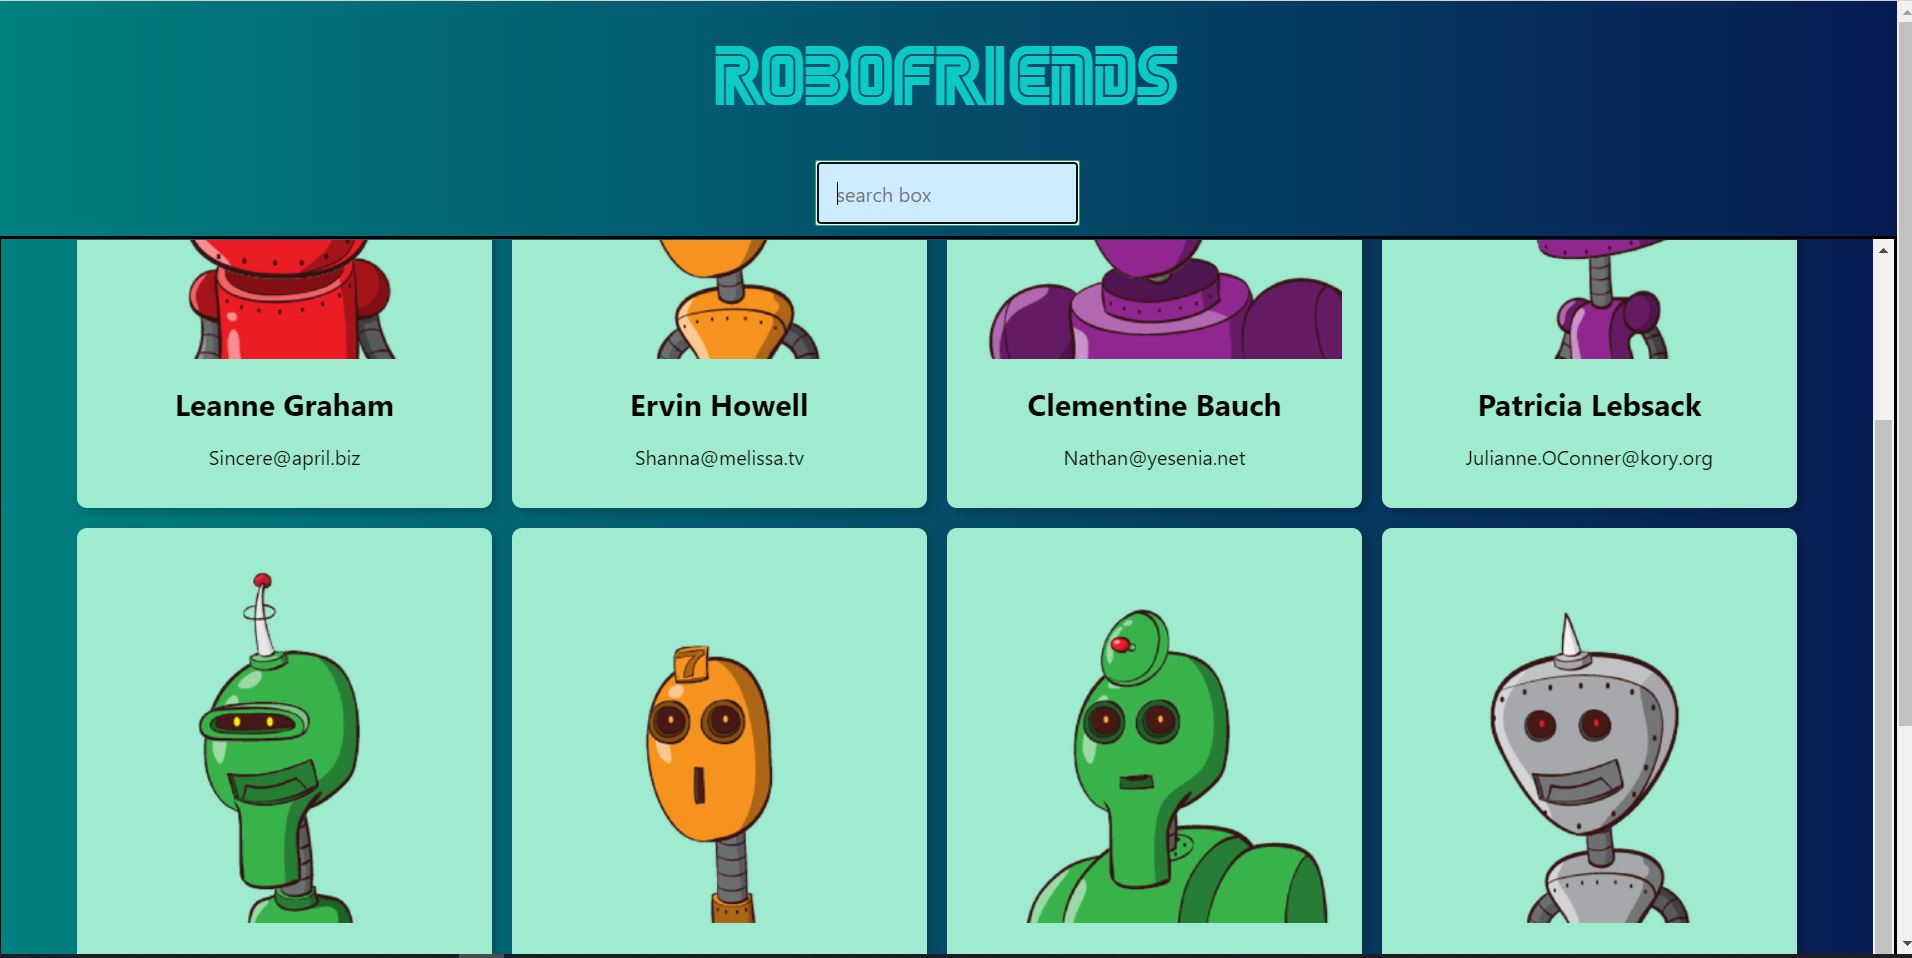 ROBOFRIENDS
search box
Leanne Graham
Ervin Howell
Clementine Bauch
Patricia Lebsack
Sincere@april.biz
Shanna@melissa.tv
Nathan@yesenia.net
Julianne.OConner@kory.org
7